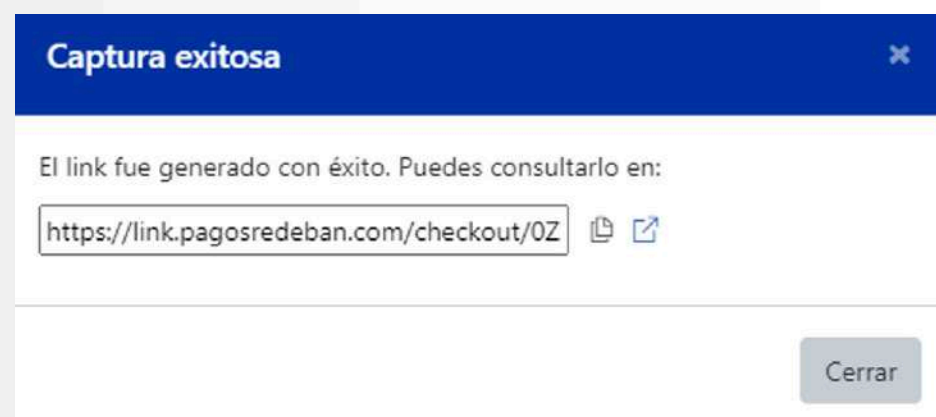 Captura exitosa
El link fue generado con éxito. Puedes consultarlo en:
https://link.pagosredeban.com/checkout/0Z
Cerrar